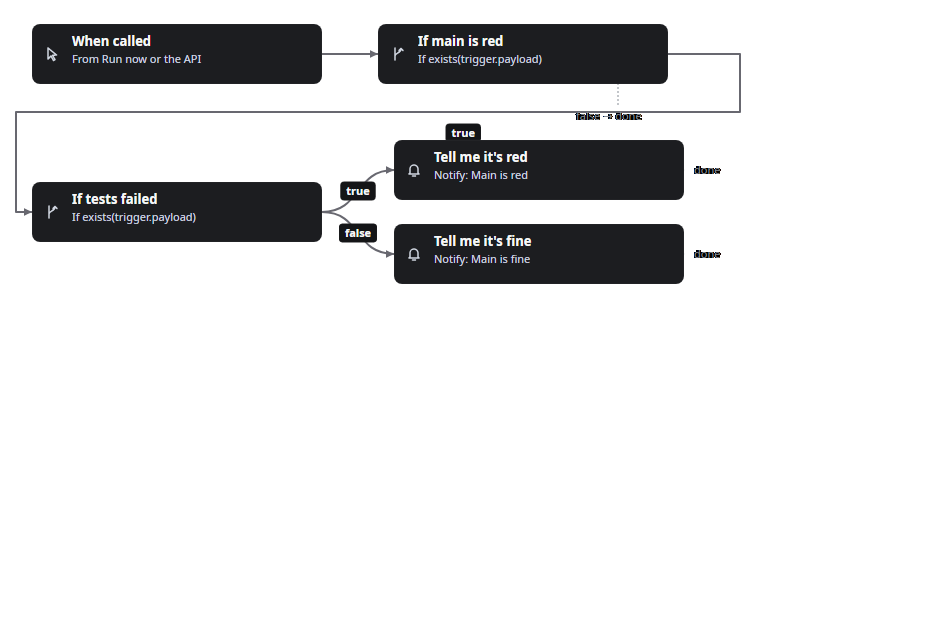 When called
From Run now or the API
If main is red
If exists(trigger.payload)
false → done
true
Tell me it's red
Notify: Main is red
done
true
If tests failed
If exists(trigger.payload)
false
Tell me it's fine
Notify: Main is fine
done